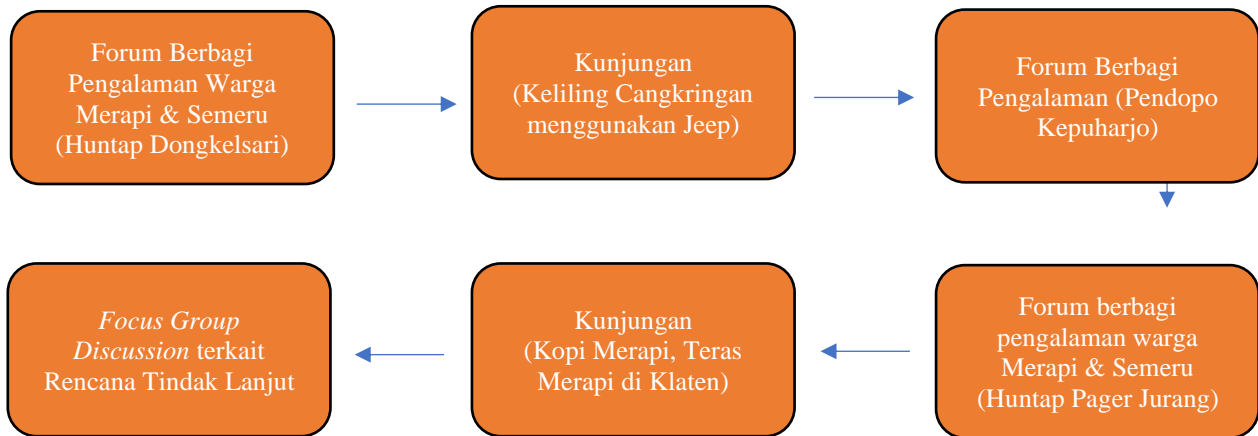 Forum Berbagi
Pengalaman Warga
Merapi & Semeru
(Huntap Dongkelsari)
Kunjungan
(Keliling Cangkringan
menggunakan Jeep)
Forum Berbagi
Pengalaman (Pendopo
Kepuharjo)
Forum berbagi
pengalaman warga
Merapi & Semeru
(Huntap Pager Jurang)
Kunjungan
(Kopi Merapi, Teras
Merapi di Klaten)
Focus Group
Discussion terkait
Rencana Tindak Lanjut